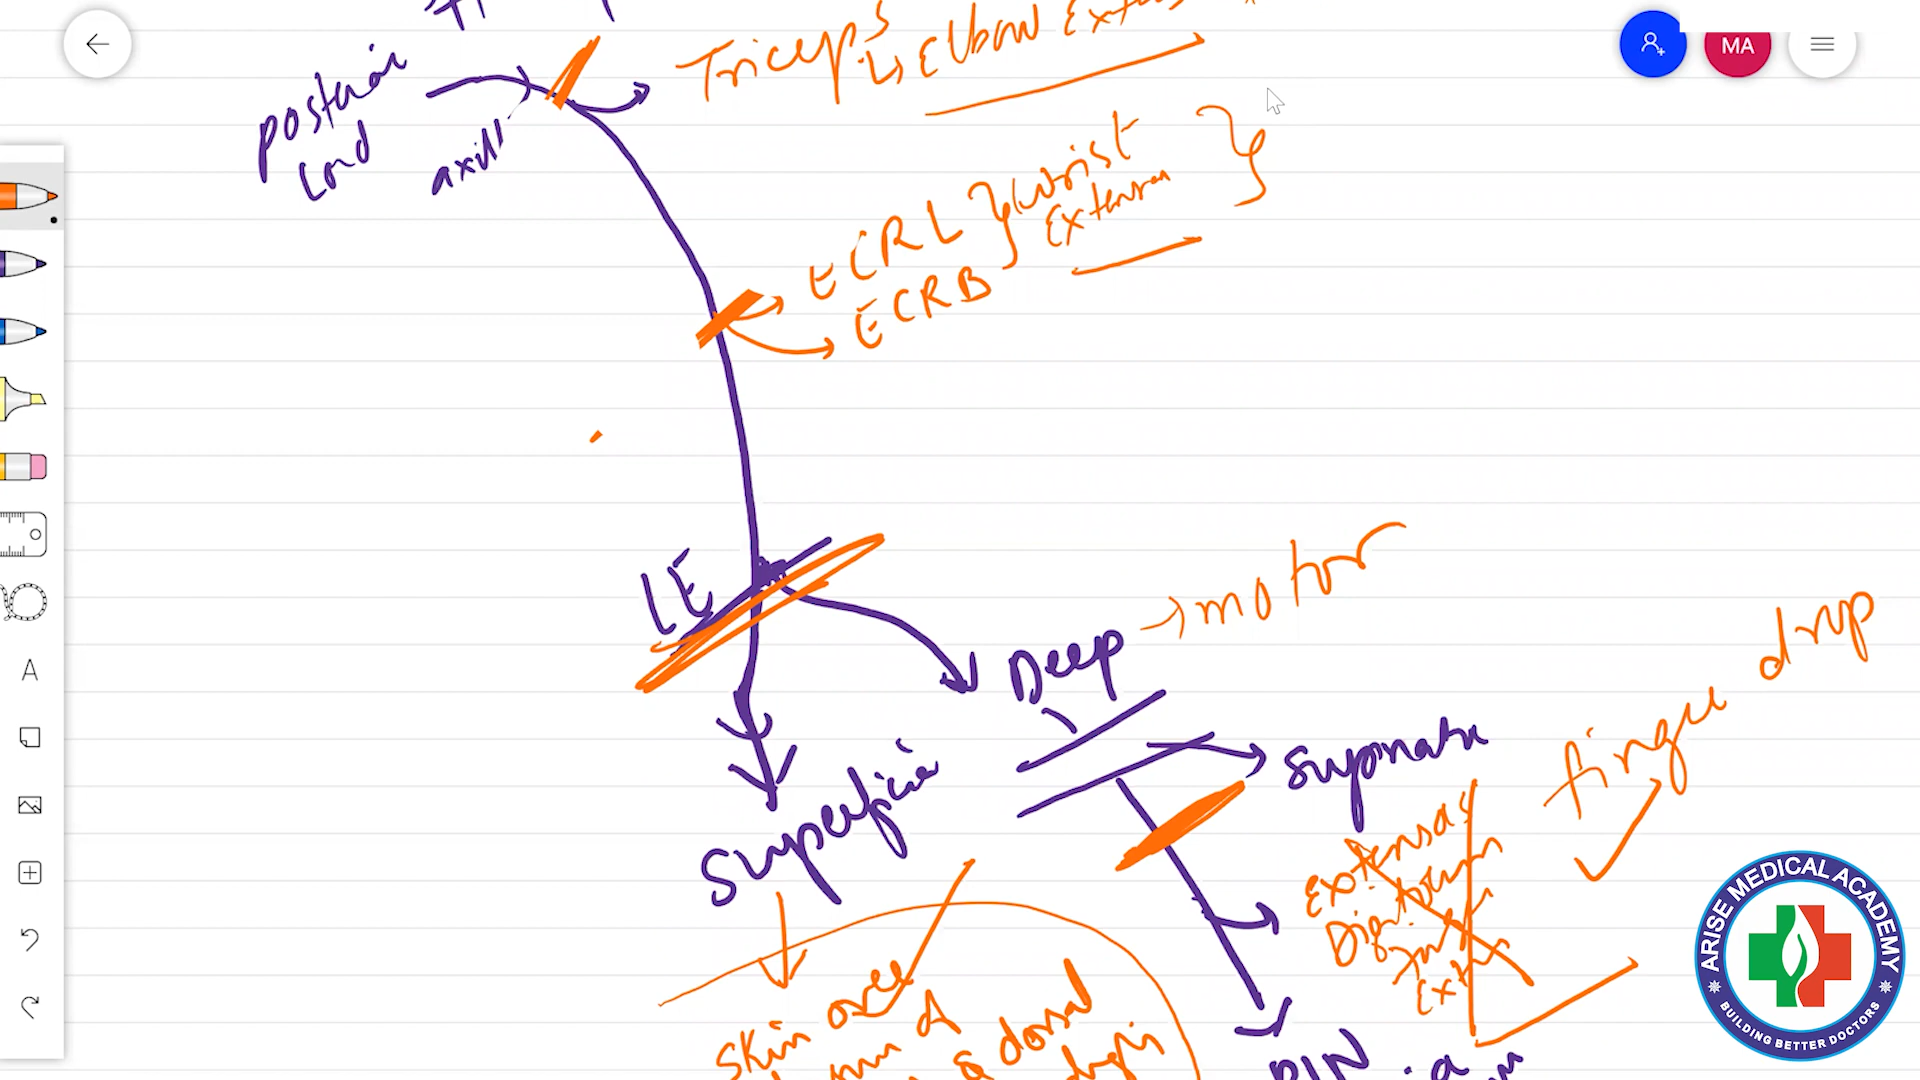 MA
posterior
cord
axill
Triceps
↳ Elbow Exten
ECRL } wrist
ECRB } Extension
LE
Deep → motor
finger drop
Supinator
Superficial
Extensor
Digitorum
Ext
Skin over
& dorsal
PIN
A
ARISE MEDICAL ACADEMY
BUILDING BETTER DOCTORS